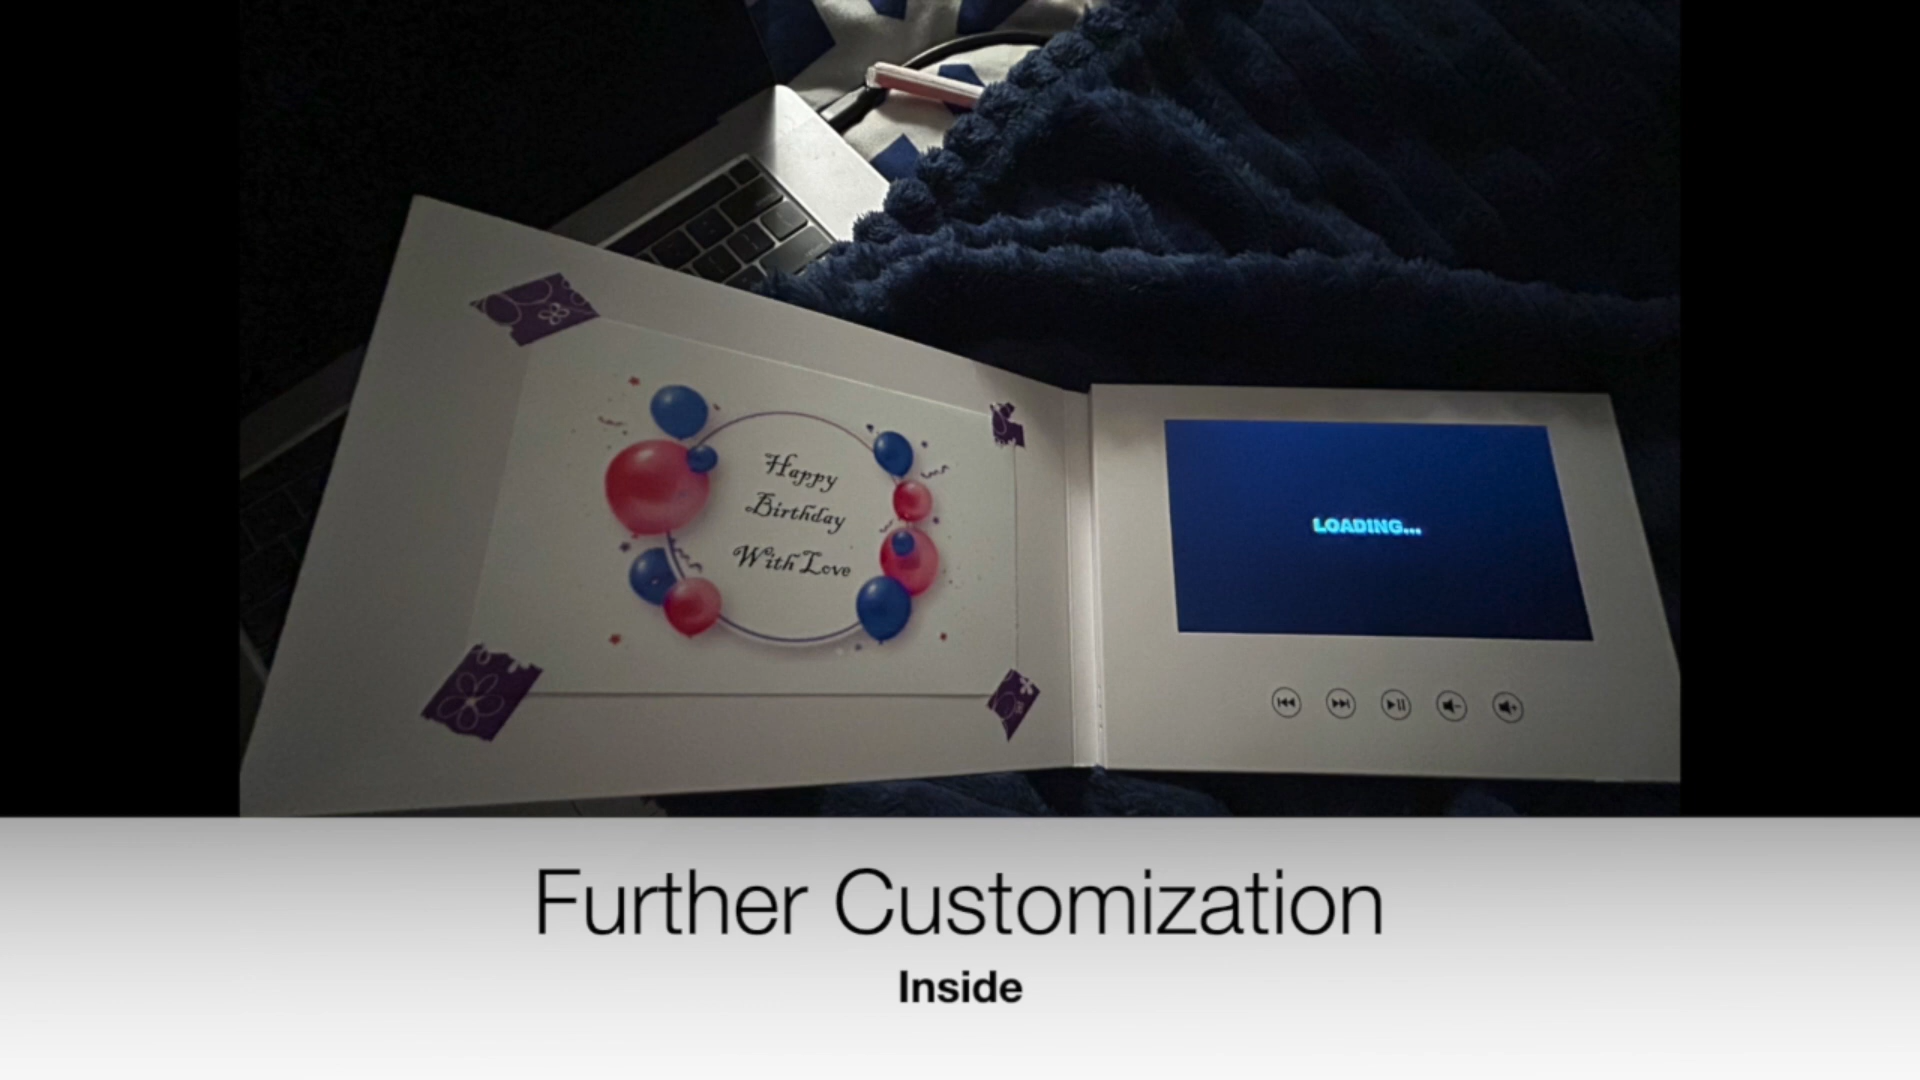 Happy
Birthday
With Love
LOADING...
Further Customization
Inside